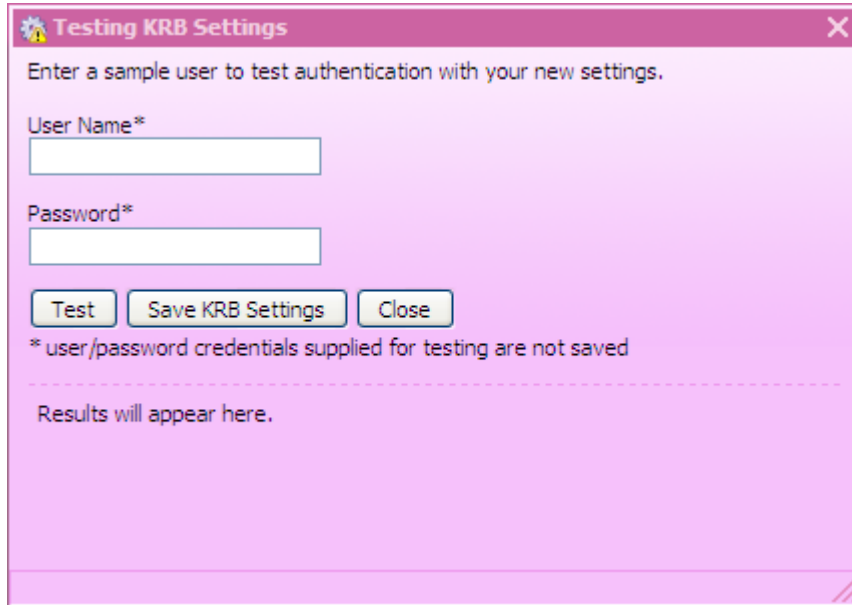 Testing KRB Settings
Enter a sample user to test authentication with your new settings.
User Name*
Password*
Test Save KRB Settings Close
* user/password credentials supplied for testing are not saved
Results will appear here.